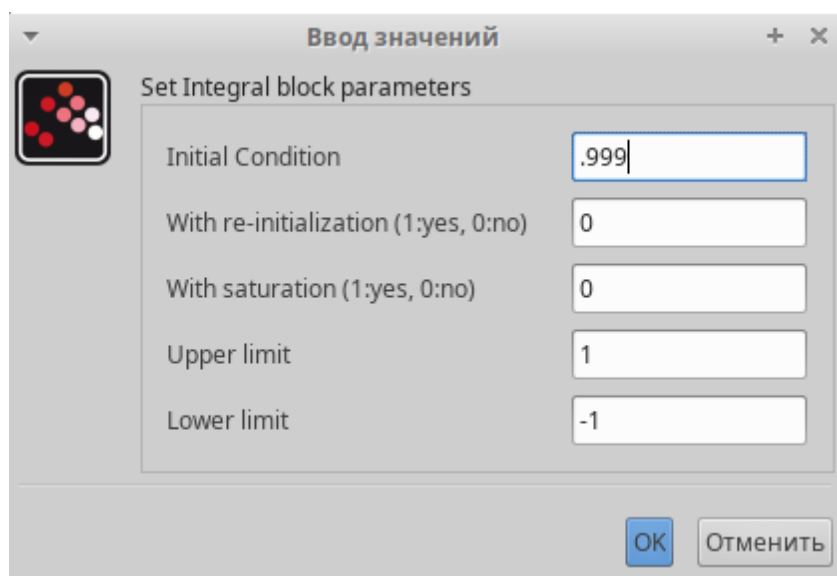 Ввод значений
Set Integral block parameters
Initial Condition .999
With re-initialization (1:yes, 0:no) 0
With saturation (1:yes, 0:no) 0
Upper limit 1
Lower limit -1
OK Отменить